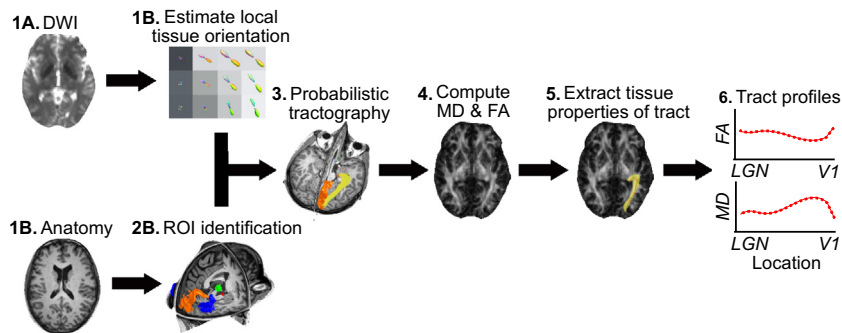 1A. DWI
1B. Estimate local
tissue orientation
3. Probabilistic
tractography
4. Compute
MD & FA
5. Extract tissue
properties of tract
6. Tract profiles
FA
LGN V1
MD
LGN V1
Location
1B. Anatomy
2B. ROI identification